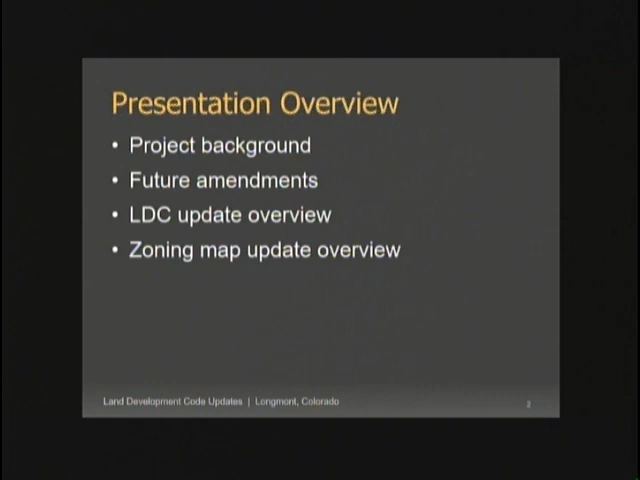 Presentation Overview
• Project background
• Future amendments
• LDC update overview
• Zoning map update overview
Land Development Code Updates | Longmont, Colorado
2